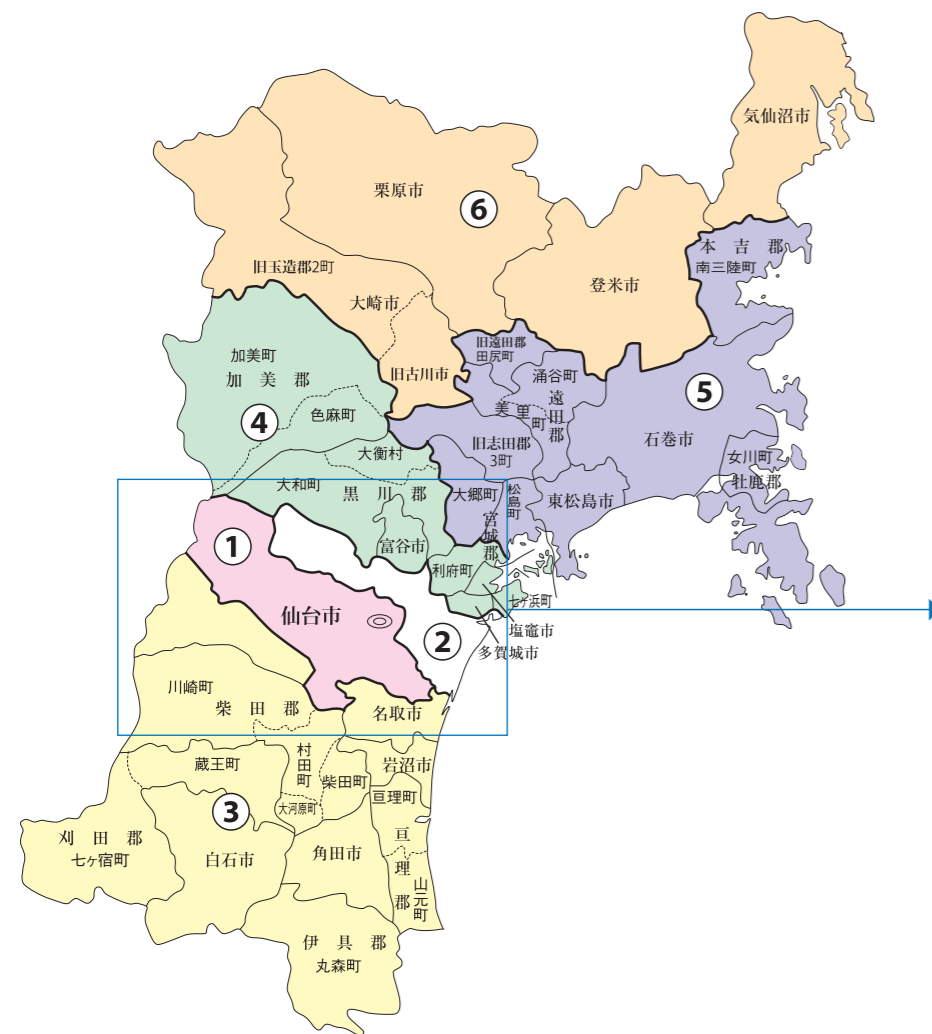 気仙沼市
栗原市
⑥
本吉郡
南三陸町
旧玉造郡2町
登米市
大崎市
旧遠田郡
田尻町
加美町
加美郡
旧古川市
涌谷町
遠田郡
⑤
④
色麻町
美里町
石巻市
旧志田郡
3町
大衡村
女川町
牡鹿郡
大和町
黒川郡
大郷町
松島町
東松島市
宮城郡
①
富谷市
利府町
七ヶ浜町
仙台市
塩竈市
②
多賀城市
川崎町
柴田郡
名取市
村田町
岩沼市
蔵王町
柴田町
亘理町
大河原町
③
刈田郡
七ヶ宿町
白石市
角田市
亘理郡
山元町
伊具郡
丸森町